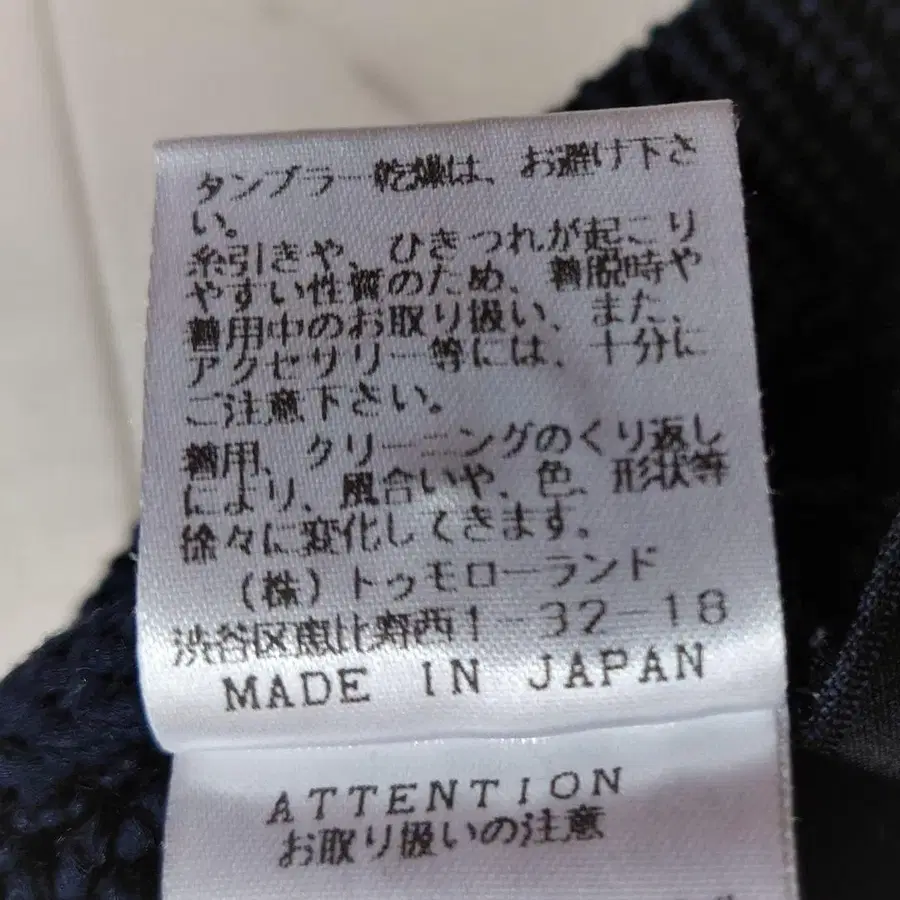 タンブラー乾燥は、お避け下さ
い。
糸引きや、ひきつれが起こり
やすい性質のため、着脱時や
着用中のお取り扱い、また、
アクセサリー等には、十分に
ご注意下さい。
着用、クリーニングのくり返し
により、風合いや、色、形状等
徐々に変化してきます。
(株)トゥモローランド
渋谷区恵比寿西1-32-18
MADE IN JAPAN
ATTENTION
お取り扱いの注意